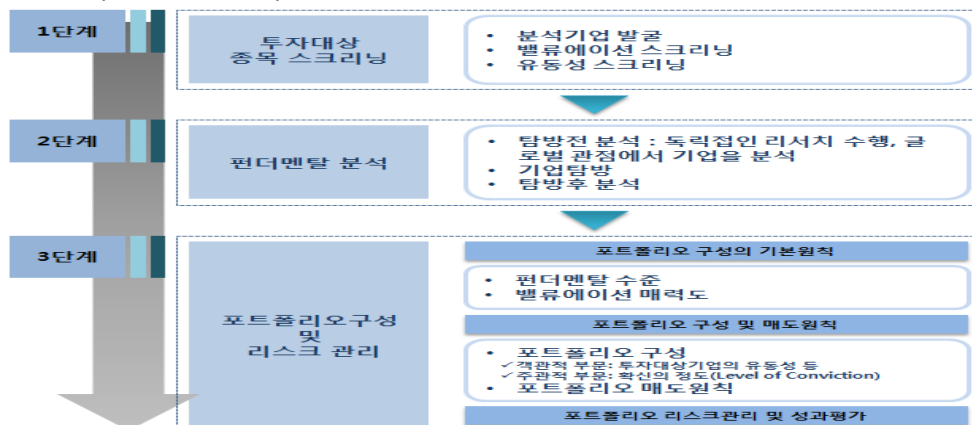 1단계
투자대상
종목 스크리닝
• 분석기업 발굴
• 밸류에이션 스크리닝
• 유동성 스크리닝
2단계
펀더멘탈 분석
• 탐방전 분석 : 독립접인 리서치 수행, 글
로벌 관점에서 기업을 분석
• 기업탐방
• 탐방후 분석
3단계
포트폴리오구성
및
리스크 관리
포트폴리오 구성의 기본원칙
• 펀더멘탈 수준
• 밸류에이션 매력도
포트폴리오 구성 및 매도원칙
• 포트폴리오 구성
✓객관적 부문: 투자대상기업의 유동성 등
✓주관적 부문: 확신의 정도(Level of Conviction)
• 포트폴리오 매도원칙
포트폴리오 리스크관리 및 성과평가